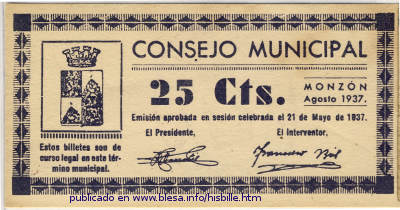 CONSEJO MUNICIPAL
25 Cts.
MONZÓN
Agosto 1937.
Emisión aprobada en sesión celebrada el 21 de Mayo de 1937.
El Presidente,
El Interventor,
Estos billetes son de
curso legal en este tér-
mino municipal.
publicado en www.blesa.info/hisbille.htm